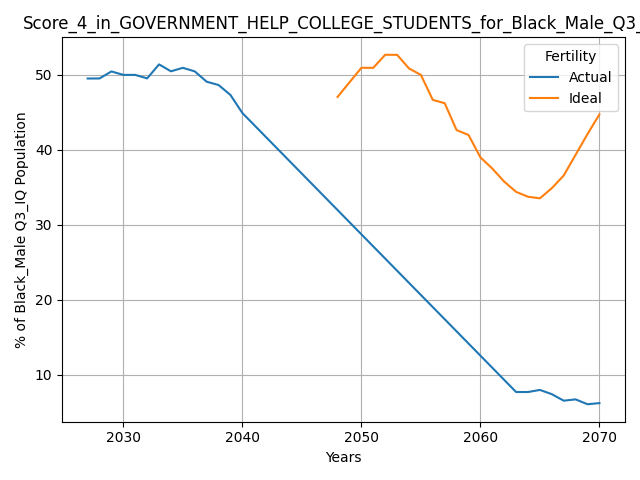 Score_4_in_GOVERNMENT_HELP_COLLEGE_STUDENTS_for_Black_Male_Q3_
Fertility
Actual
Ideal
% of Black_Male Q3_IQ Population
50
40
30
20
10
2030 2040 2050 2060 2070
Years